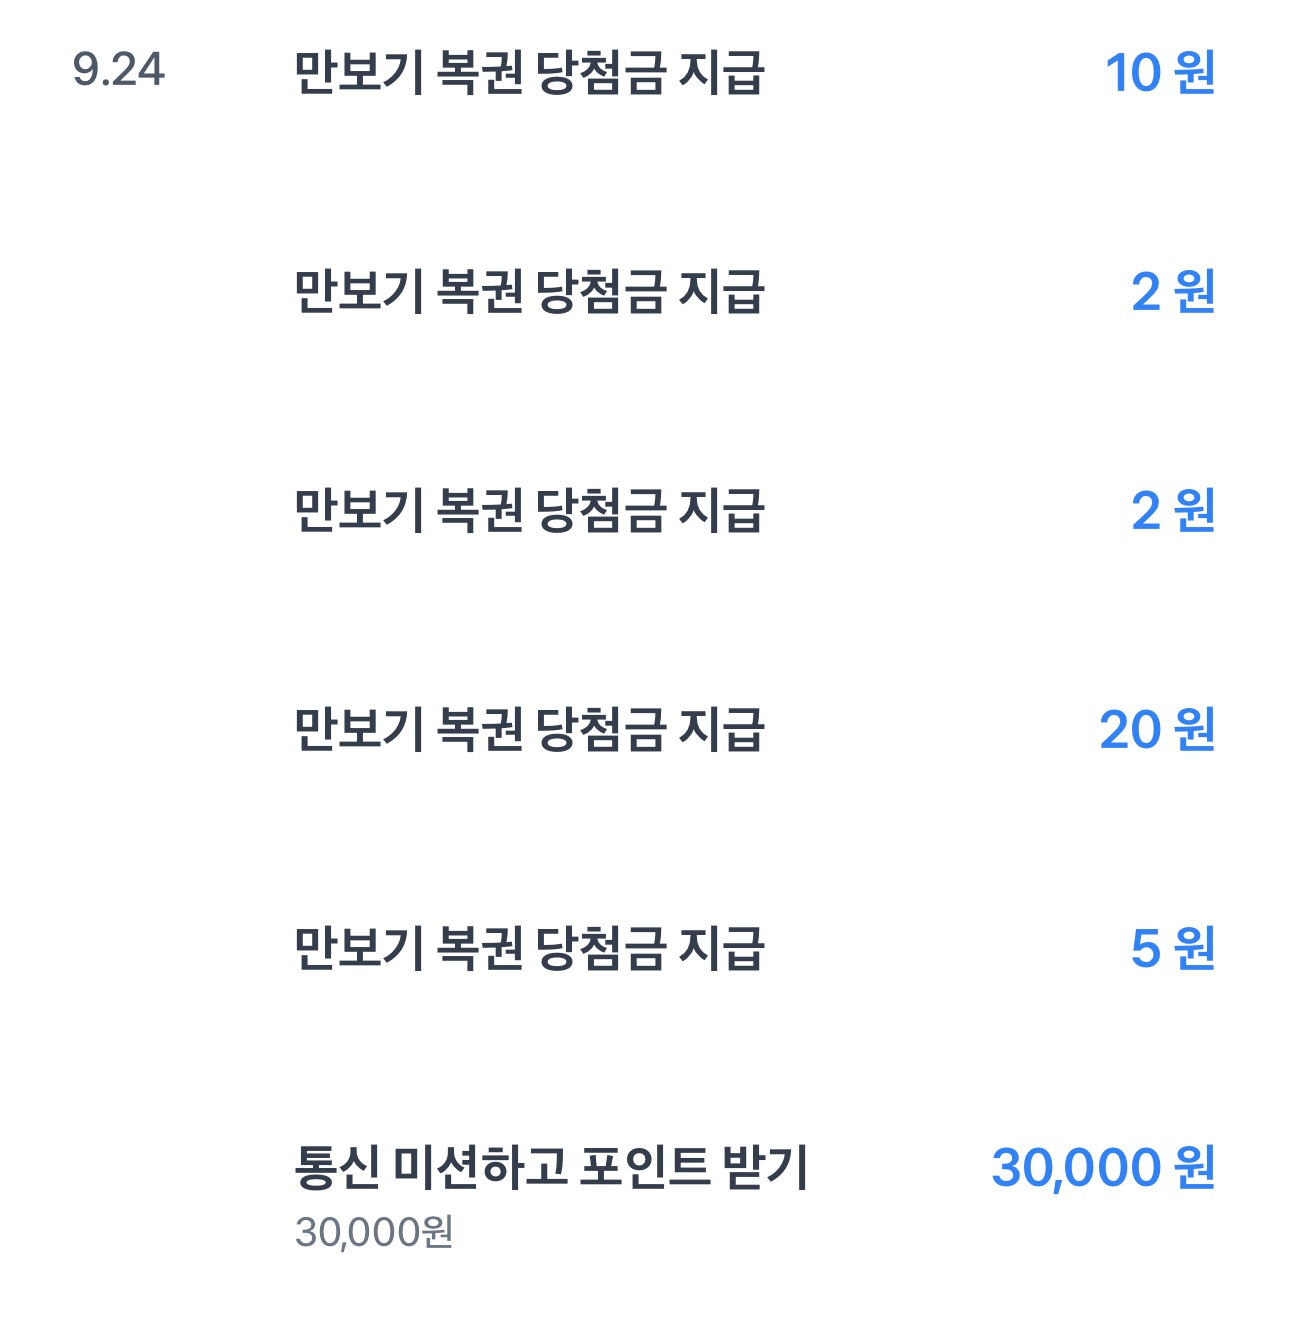 9.24 만보기 복권 당첨금 지급 10 원
만보기 복권 당첨금 지급 2 원
만보기 복권 당첨금 지급 2 원
만보기 복권 당첨금 지급 20 원
만보기 복권 당첨금 지급 5 원
통신 미션하고 포인트 받기 30,000 원
30,000원